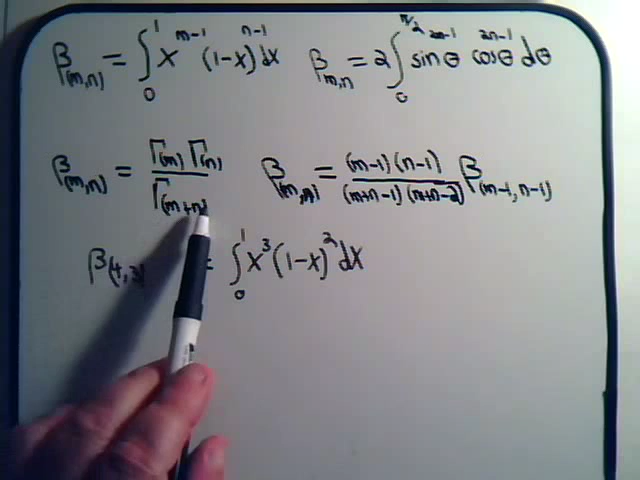 β(m,n) = ∫₀¹ x^(m-1) (1-x)^(n-1) dx   β m,n = 2 ∫₀^(π/2) sin^(2m-1) θ cos^(2n-1) θ dθ
β(m,n) = Γ(m) Γ(n) / Γ(m+n)   β(m,n) = (m-1)(n-1) / (m+n-1)(m+n-2) β(m-1, n-1)
β(4,3) = ∫₀¹ x³ (1-x)² dx